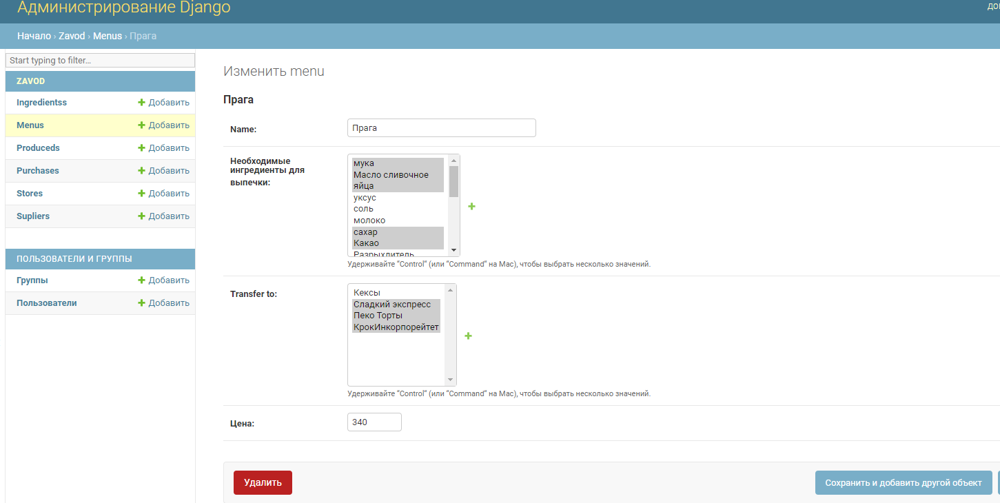 Администрирование Django
Начало › Zavod › Menus › Прага
Start typing to filter...
ZAVOD
Ingredientss
Добавить
Menus
Добавить
Produceds
Добавить
Purchases
Добавить
Stores
Добавить
Supliers
Добавить
ПОЛЬЗОВАТЕЛИ И ГРУППЫ
Группы
Добавить
Пользователи
Добавить
Изменить menu
Прага
Name:
Прага
Необходимые
ингредиенты для
выпечки:
мука
Масло сливочное
яйца
уксус
соль
молоко
сахар
Какао
Разрыхлитель
Удерживайте “Control“ (или “Command“ на Mac), чтобы выбрать несколько значений.
Transfer to:
Кексы
Сладкий экспресс
Пеко Торты
КрокИнкорпорейтет
Удерживайте “Control“ (или “Command“ на Mac), чтобы выбрать несколько значений.
Цена:
340
Удалить
Сохранить и добавить другой объект